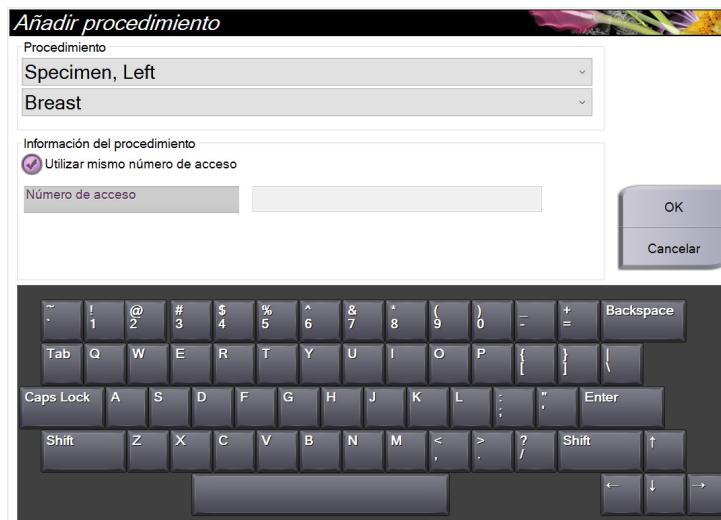 Añadir procedimiento
Procedimiento
Specimen, Left
Breast
Información del procedimiento
Utilizar mismo número de acceso
Número de acceso
OK
Cancelar
~ ! @ # $ % ^ & * ( ) _ + Backspace
` 1 2 3 4 5 6 7 8 9 0 - =
Tab Q W E R T Y U I O P { } |
[ ] \
Caps Lock A S D F G H J K L : " Enter
; '
Shift Z X C V B N M < > ? Shift ↑
, . /
← ↓ →